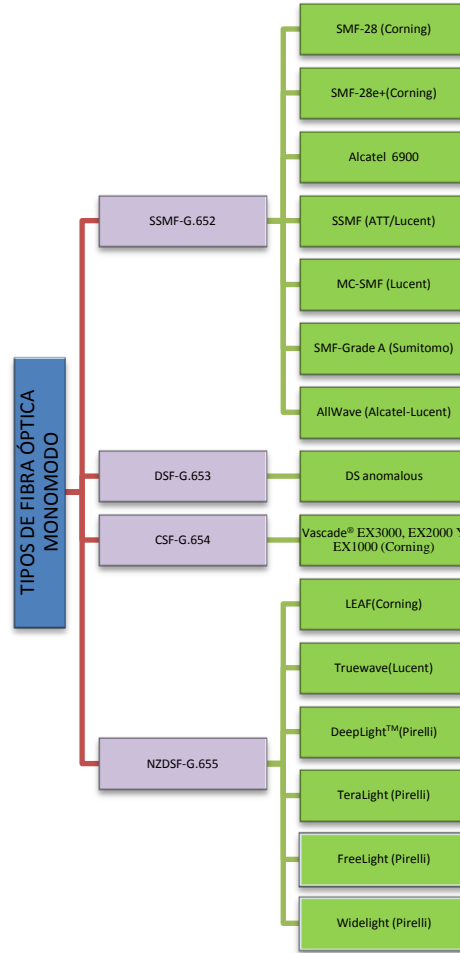 TIPOS DE FIBRA ÓPTICA
MONOMODO
SSMF-G.652
SMF-28 (Corning)
SMF-28e+(Corning)
Alcatel 6900
SSMF (ATT/Lucent)
MC-SMF (Lucent)
SMF-Grade A (Sumitomo)
AllWave (Alcatel-Lucent)
DSF-G.653
DS anomalous
CSF-G.654
Vascade® EX3000, EX2000 Y
EX1000 (Corning)
NZDSF-G.655
LEAF(Corning)
Truewave(Lucent)
DeepLight™(Pirelli)
TeraLight (Pirelli)
FreeLight (Pirelli)
Widelight (Pirelli)